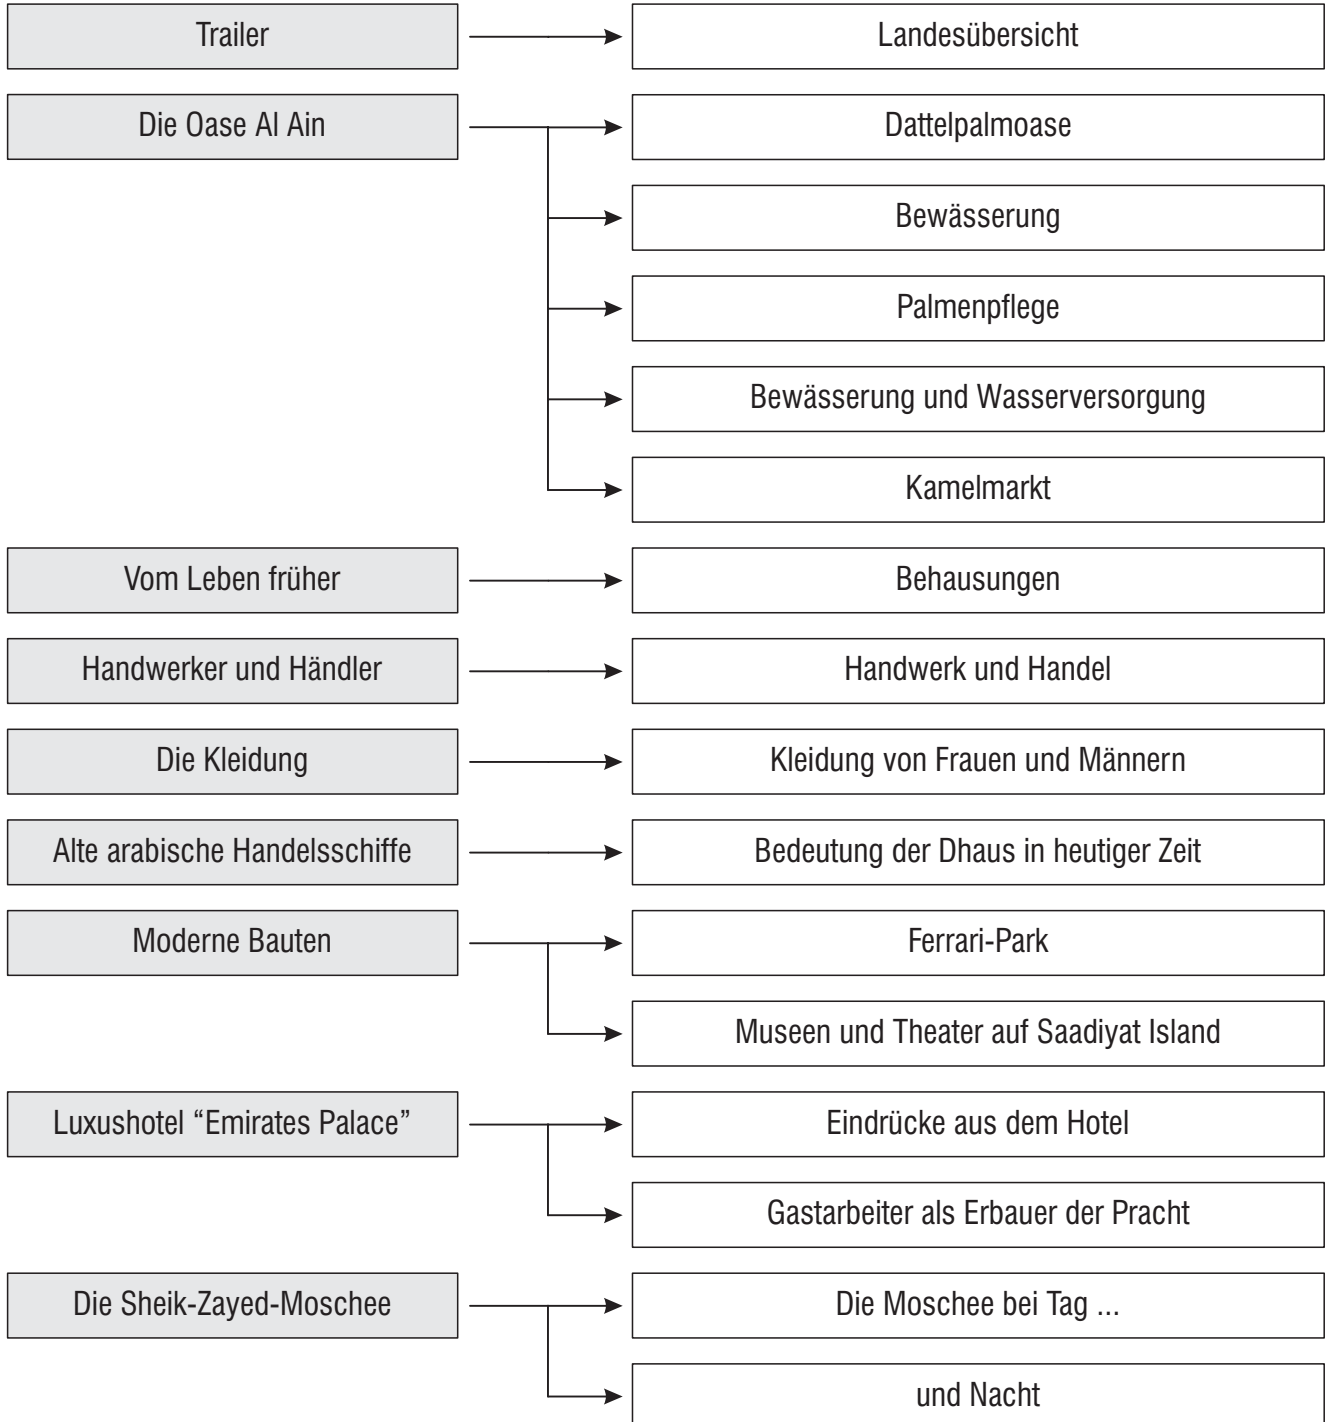 Trailer
Landesübersicht
Die Oase Al Ain
Dattelpalmoase
Bewässerung
Palmenpflege
Bewässerung und Wasserversorgung
Kamelmarkt
Vom Leben früher
Behausungen
Handwerker und Händler
Handwerk und Handel
Die Kleidung
Kleidung von Frauen und Männern
Alte arabische Handelsschiffe
Bedeutung der Dhaus in heutiger Zeit
Moderne Bauten
Ferrari-Park
Museen und Theater auf Saadiyat Island
Luxushotel “Emirates Palace”
Eindrücke aus dem Hotel
Gastarbeiter als Erbauer der Pracht
Die Sheik-Zayed-Moschee
Die Moschee bei Tag ...
und Nacht